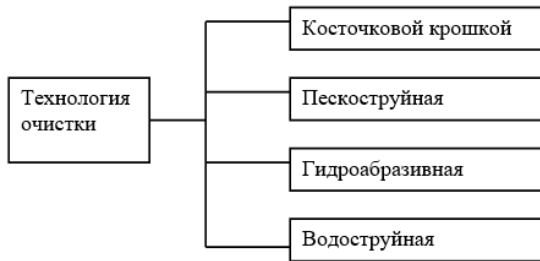 Технология
очистки
Косточковой крошкой
Пескоструйная
Гидроабразивная
Водоструйная